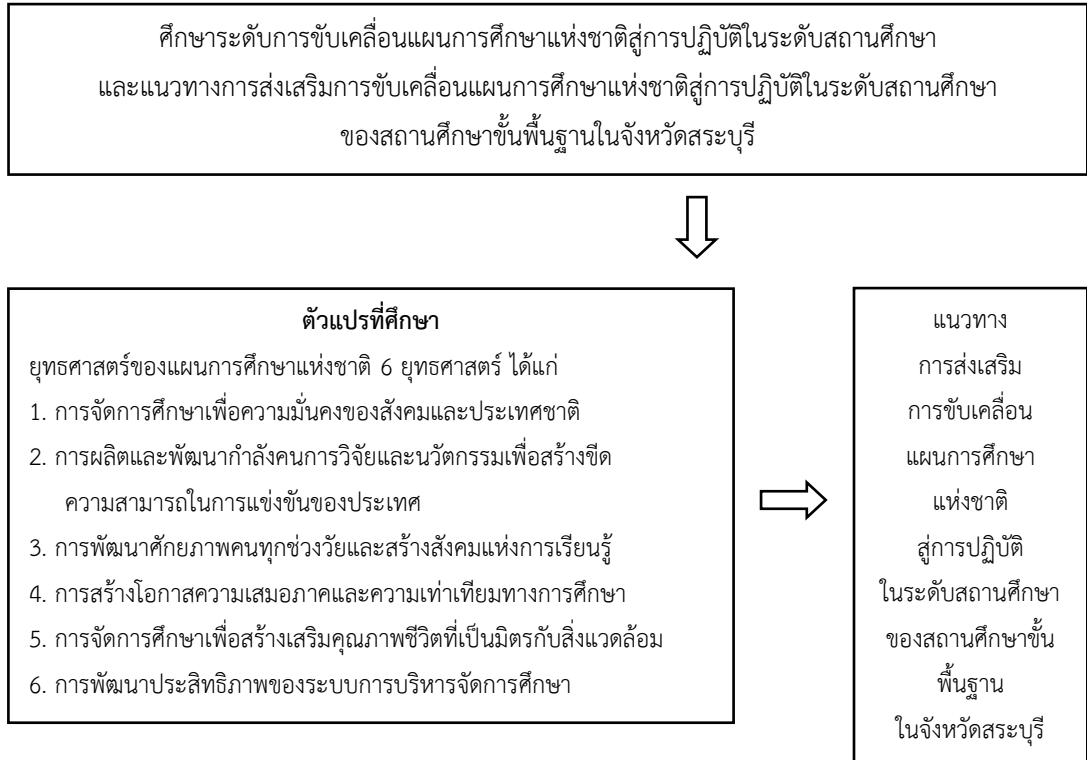 ศึกษาระดับการขับเคลื่อนแผนการศึกษาแห่งชาติสู่การปฏิบัติในระดับสถานศึกษา
และแนวทางการส่งเสริมการขับเคลื่อนแผนการศึกษาแห่งชาติสู่การปฏิบัติในระดับสถานศึกษา
ของสถานศึกษาขั้นพื้นฐานในจังหวัดสระบุรี
ตัวแปรที่ศึกษา
ยุทธศาสตร์ของแผนการศึกษาแห่งชาติ 6 ยุทธศาสตร์ ได้แก่
1. การจัดการศึกษาเพื่อความมั่นคงของสังคมและประเทศชาติ
2. การผลิตและพัฒนากำลังคนการวิจัยและนวัตกรรมเพื่อสร้างขีด
ความสามารถในการแข่งขันของประเทศ
3. การพัฒนาศักยภาพคนทุกช่วงวัยและสร้างสังคมแห่งการเรียนรู้
4. การสร้างโอกาสความเสมอภาคและความเท่าเทียมทางการศึกษา
5. การจัดการศึกษาเพื่อสร้างเสริมคุณภาพชีวิตที่เป็นมิตรกับสิ่งแวดล้อม
6. การพัฒนาประสิทธิภาพของระบบการบริหารจัดการศึกษา
แนวทาง
การส่งเสริม
การขับเคลื่อน
แผนการศึกษา
แห่งชาติ
สู่การปฏิบัติ
ในระดับสถานศึกษา
ของสถานศึกษาขั้น
พื้นฐาน
ในจังหวัดสระบุรี